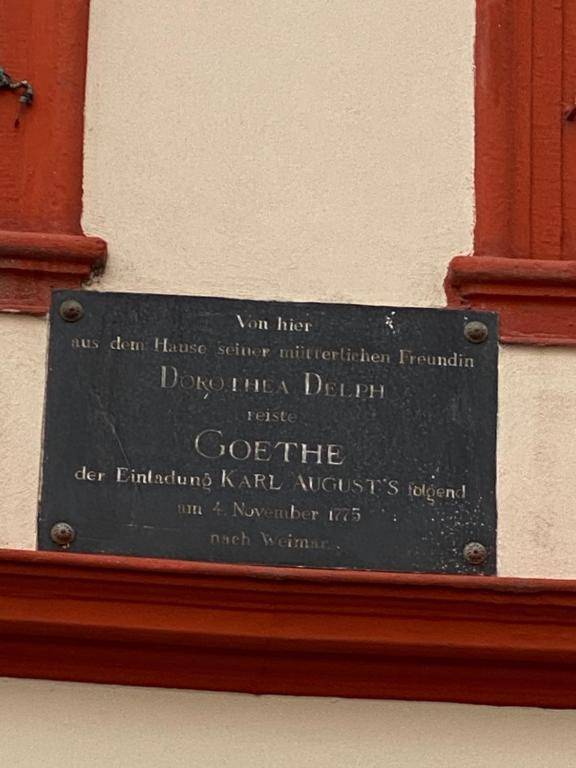 Von hier
aus dem Hause seiner mütterlichen Freundin
DOROTHEA DELPH
reiste
GOETHE
der Einladung KARL AUGUST'S folgend
am 4. November 1775
nach Weimar.